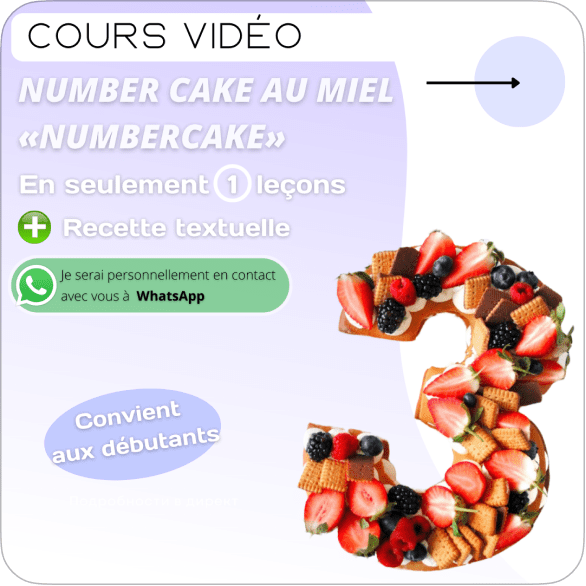 COURS VIDÉO
NUMBER CAKE AU MIEL
«NUMBERCAKE»
En seulement 1 leçons
Recette textuelle
Je serai personnellement en contact
avec vous à WhatsApp
Convient
aux débutants